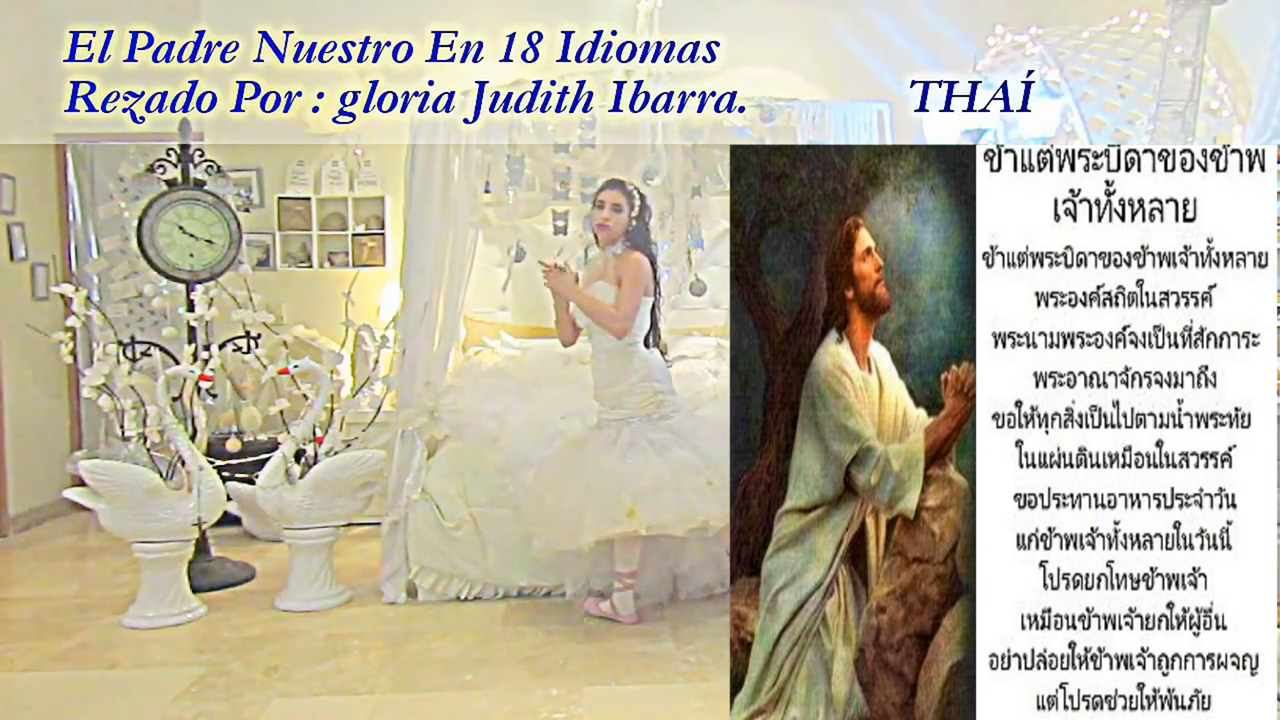 El Padre Nuestro En 18 Idiomas
Rezado Por : gloria Judith Ibarra.
THAÍ
ข้าแต่พระบิดาของข้าพ
เจ้าทั้งหลาย
ข้าแต่พระบิดาของข้าพเจ้าทั้งหลาย
พระองค์สถิตในสวรรค์
พระนามพระองค์จงเป็นที่สักการะ
พระอาณาจักรจงมาถึง
ขอให้ทุกสิ่งเป็นไปตามน้ำพระทัย
ในแผ่นดินเหมือนในสวรรค์
ขอประทานอาหารประจำวัน
แก่ข้าพเจ้าทั้งหลายในวันนี้
โปรดยกโทษข้าพเจ้า
เหมือนข้าพเจ้ายกให้ผู้อื่น
อย่าปล่อยให้ข้าพเจ้าถูกการผจญ
แต่โปรดช่วยให้พ้นภัย